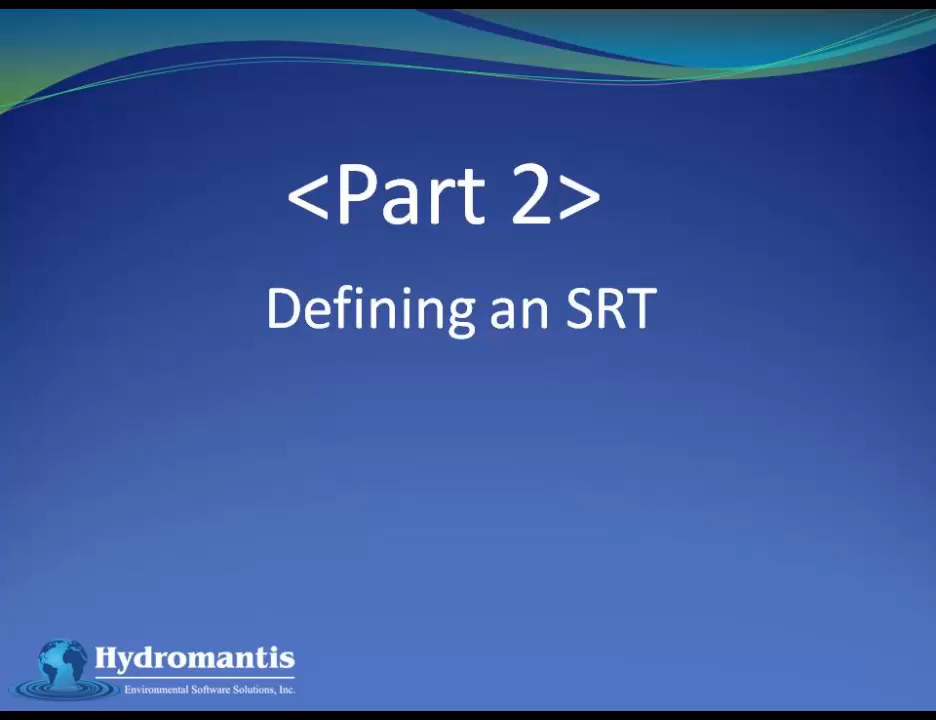 <Part 2>
Defining an SRT
Hydromantis
Environmental Software Solutions, Inc.